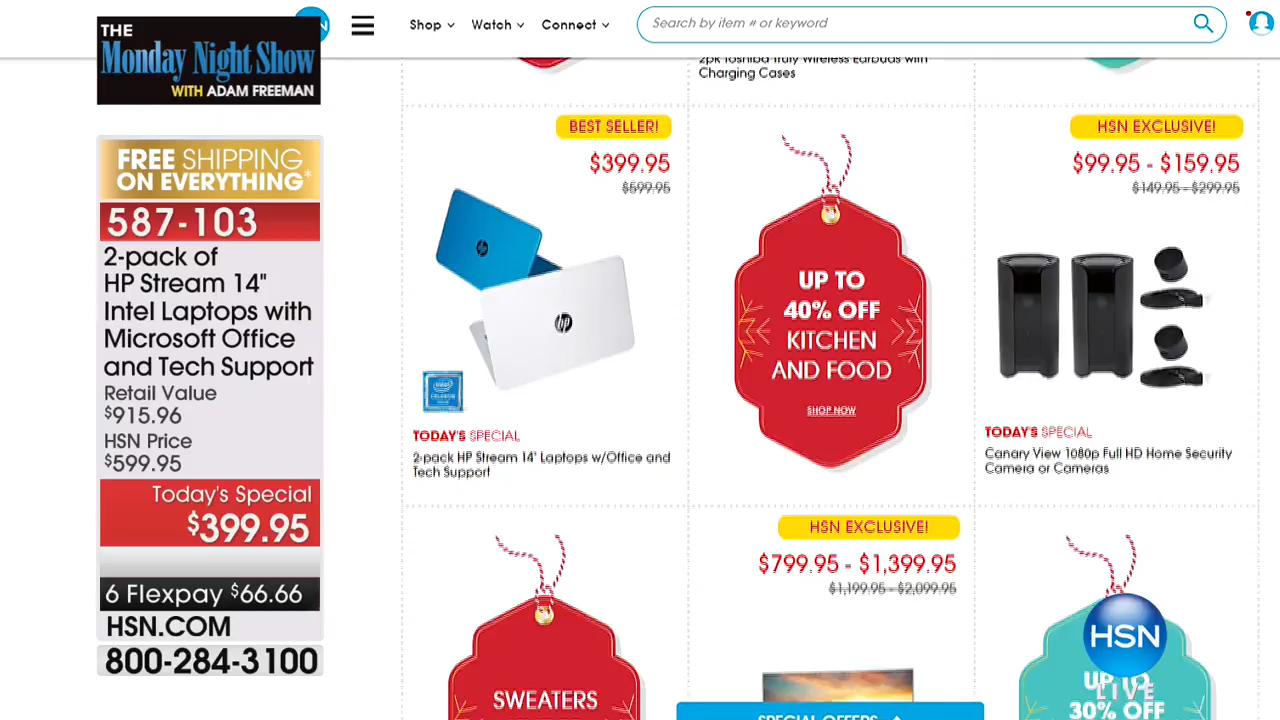 THE
Monday Night Show
WITH ADAM FREEMAN
Shop
Watch
Connect
Search by item # or keyword
FREE SHIPPING
ON EVERYTHING*
587-103
2-pack of
HP Stream 14"
Intel Laptops with
Microsoft Office
and Tech Support
Retail Value
$915.96
HSN Price
$599.95
Today's Special
$399.95
6 Flexpay $66.66
HSN.COM
800-284-3100
2pk Toshiba Truly Wireless Earbuds with
Charging Cases
BEST SELLER!
$399.95
$599.95
hp
TODAY'S SPECIAL
2-pack HP Stream 14" Laptops w/Office and
Tech Support
UP TO
40% OFF
KITCHEN
AND FOOD
SHOP NOW
HSN EXCLUSIVE!
$99.95 - $159.95
$149.95 - $299.95
TODAY'S SPECIAL
Canary View 1080p Full HD Home Security
Camera or Cameras
SWEATERS
HSN EXCLUSIVE!
$799.95 - $1,399.95
$1,199.95 - $2,099.95
SPECIAL OFFERS
HSN
LIVE
UP TO
30% OFF